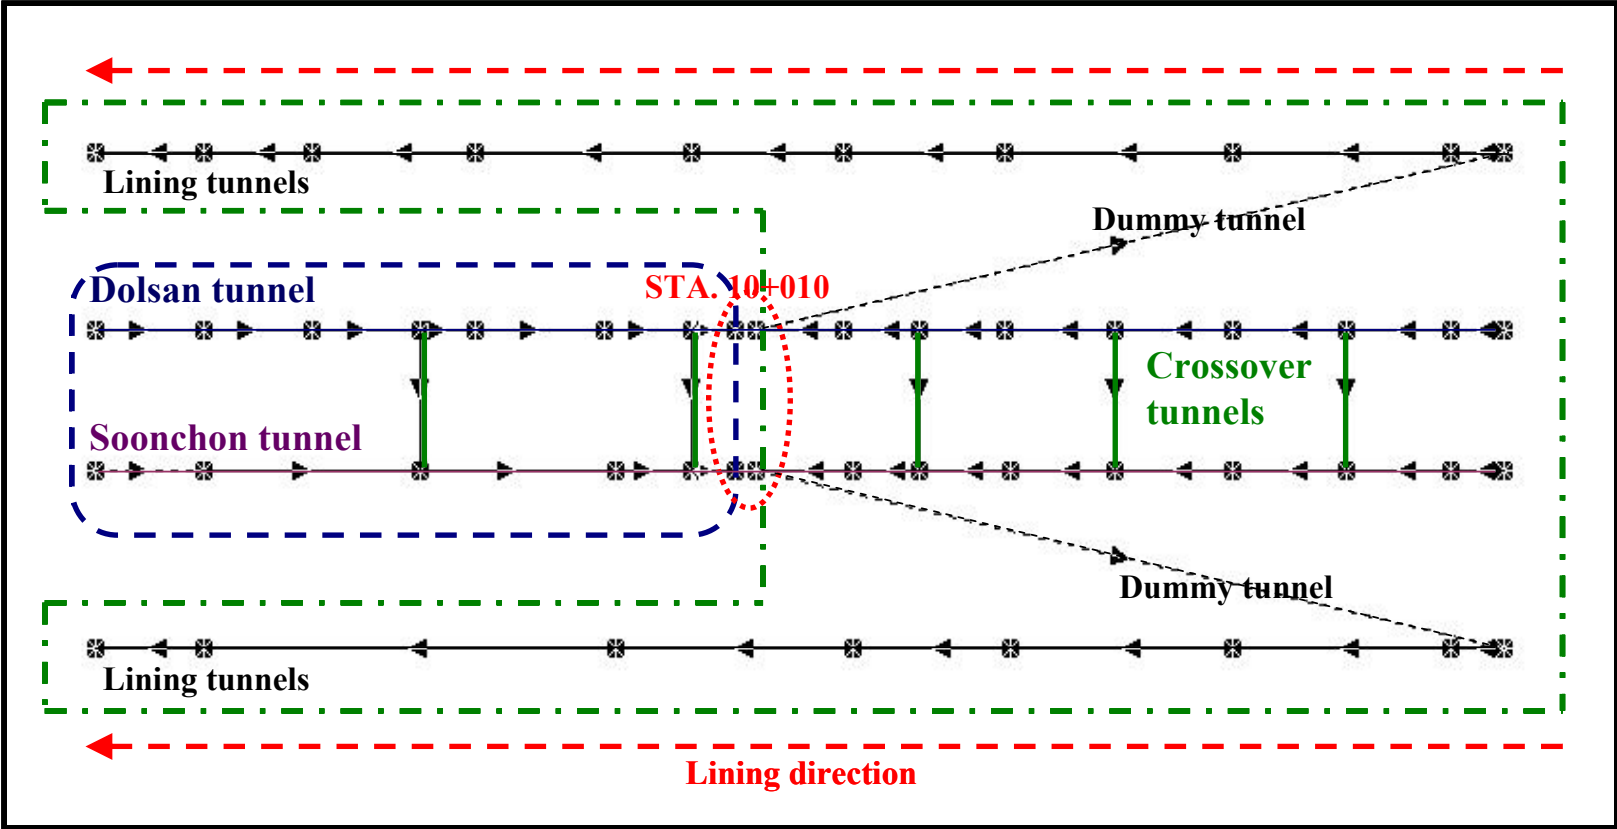 Lining tunnels
Dummy tunnel
Dolsan tunnel
STA. 10+010
Crossover
tunnels
Soonchon tunnel
Dummy tunnel
Lining tunnels
Lining direction